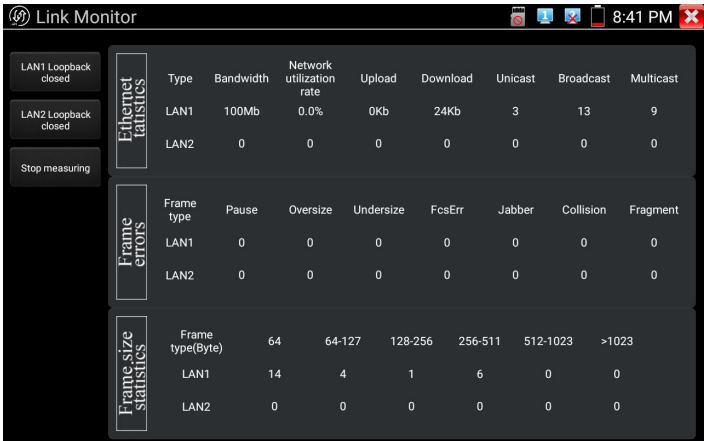 Link Monitor
1
8:41 PM
LAN1 Loopback
closed
LAN2 Loopback
closed
Stop measuring
Ethernet
tatistics
Type Bandwidth Network utilization rate Upload Download Unicast Broadcast Multicast
LAN1 100Mb 0.0% 0Kb 24Kb 3 13 9
LAN2 0 0 0 0 0 0 0
Frame
errors
Frame type Pause Oversize Undersize FcsErr Jabber Collision Fragment
LAN1 0 0 0 0 0 0 0
LAN2 0 0 0 0 0 0 0
Frame.size
statistics
Frame type(Byte) 64 64-127 128-256 256-511 512-1023 >1023
LAN1 14 4 1 6 0 0
LAN2 0 0 0 0 0 0